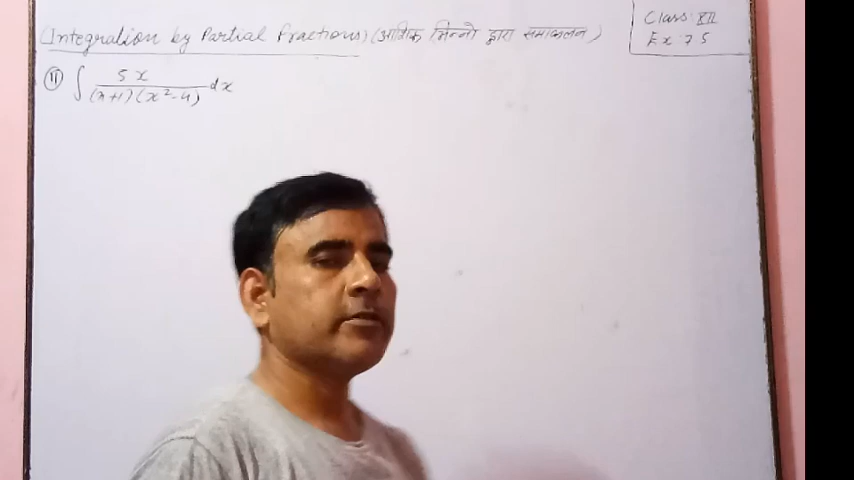 (Integration by Partial Fractions) (आंशिक भिन्नों द्वारा समाकलन)
Class: XII
Ex: 7.5
(11) ∫ 5x / (x+1)(x²-4) dx